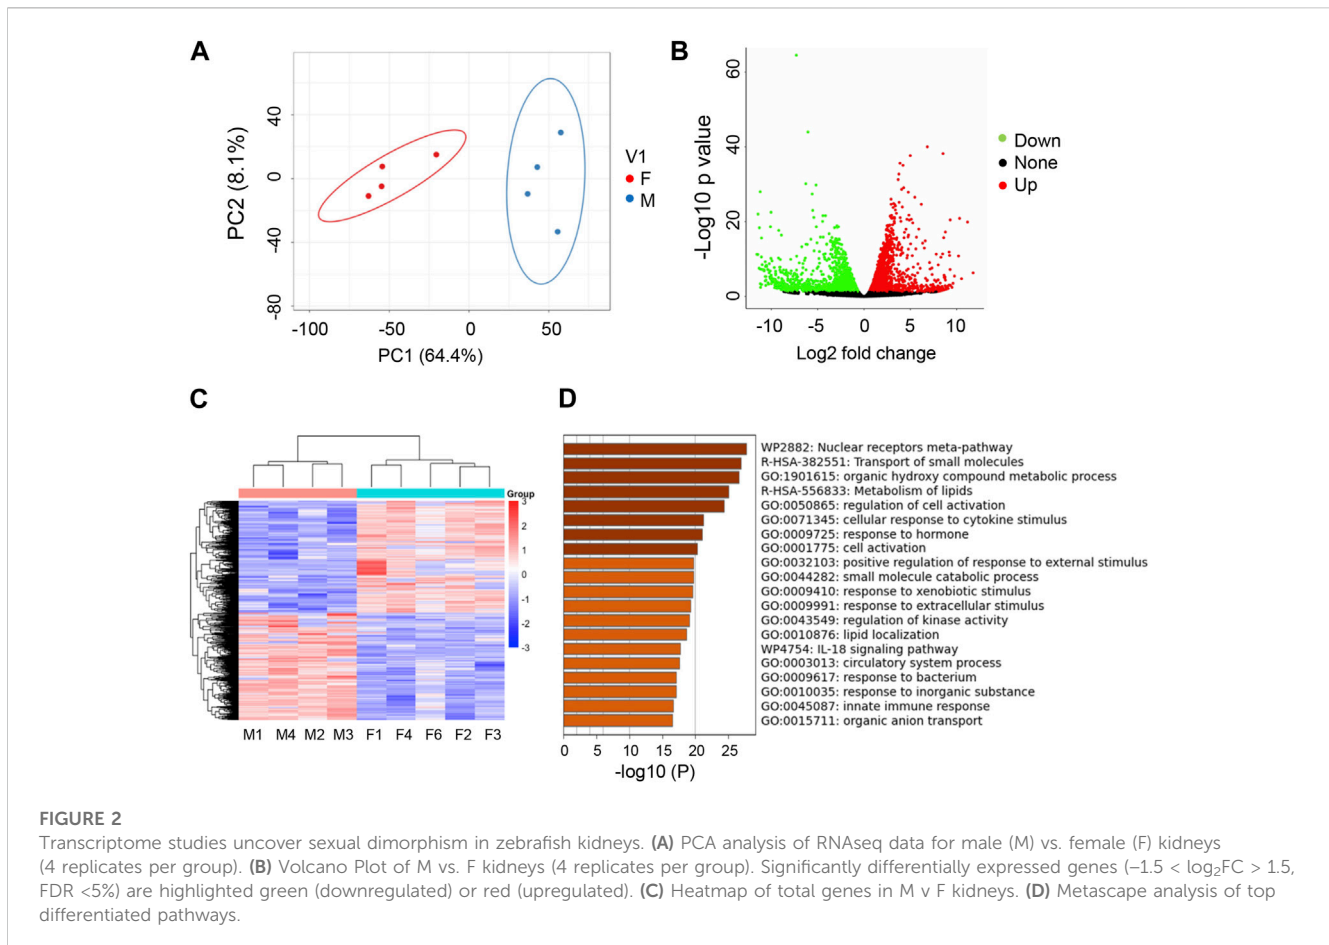 A
PC2 (8.1%)
40
0
-40
-80
-100
-50
0
50
PC1 (64.4%)
V1
F
M
B
-Log10 p value
60
40
20
0
-10
-5
0
5
10
Log2 fold change
Down
None
Up
C
Group
3
2
1
0
-1
-2
-3
M1 M4 M2 M3 F1 F4 F6 F2 F3
D
WP2882: Nuclear receptors meta-pathway
R-HSA-382551: Transport of small molecules
GO:1901615: organic hydroxy compound metabolic process
R-HSA-556833: Metabolism of lipids
GO:0050865: regulation of cell activation
GO:0071345: cellular response to cytokine stimulus
GO:0009725: response to hormone
GO:0001775: cell activation
GO:0032103: positive regulation of response to external stimulus
GO:0044282: small molecule catabolic process
GO:0009410: response to xenobiotic stimulus
GO:0009991: response to extracellular stimulus
GO:0043549: regulation of kinase activity
GO:0010876: lipid localization
WP4754: IL-18 signaling pathway
GO:0003013: circulatory system process
GO:0009617: response to bacterium
GO:0010035: response to inorganic substance
GO:0045087: innate immune response
GO:0015711: organic anion transport
0 5 10 15 20 25
-log10 (P)
FIGURE 2
Transcriptome studies uncover sexual dimorphism in zebrafish kidneys. (A) PCA analysis of RNAseq data for male (M) vs. female (F) kidneys
(4 replicates per group). (B) Volcano Plot of M vs. F kidneys (4 replicates per group). Significantly differentially expressed genes (–1.5 < log₂FC > 1.5,
FDR <5%) are highlighted green (downregulated) or red (upregulated). (C) Heatmap of total genes in M v F kidneys. (D) Metascape analysis of top
differentiated pathways.